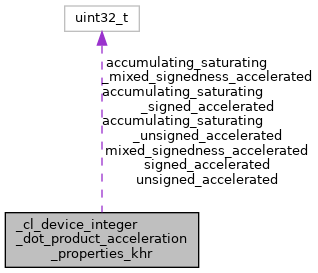 uint32_t
accumulating_saturating
_mixed_signedness_accelerated
accumulating_saturating
_signed_accelerated
accumulating_saturating
_unsigned_accelerated
mixed_signedness_accelerated
signed_accelerated
unsigned_accelerated
_cl_device_integer
_dot_product_acceleration
_properties_khr